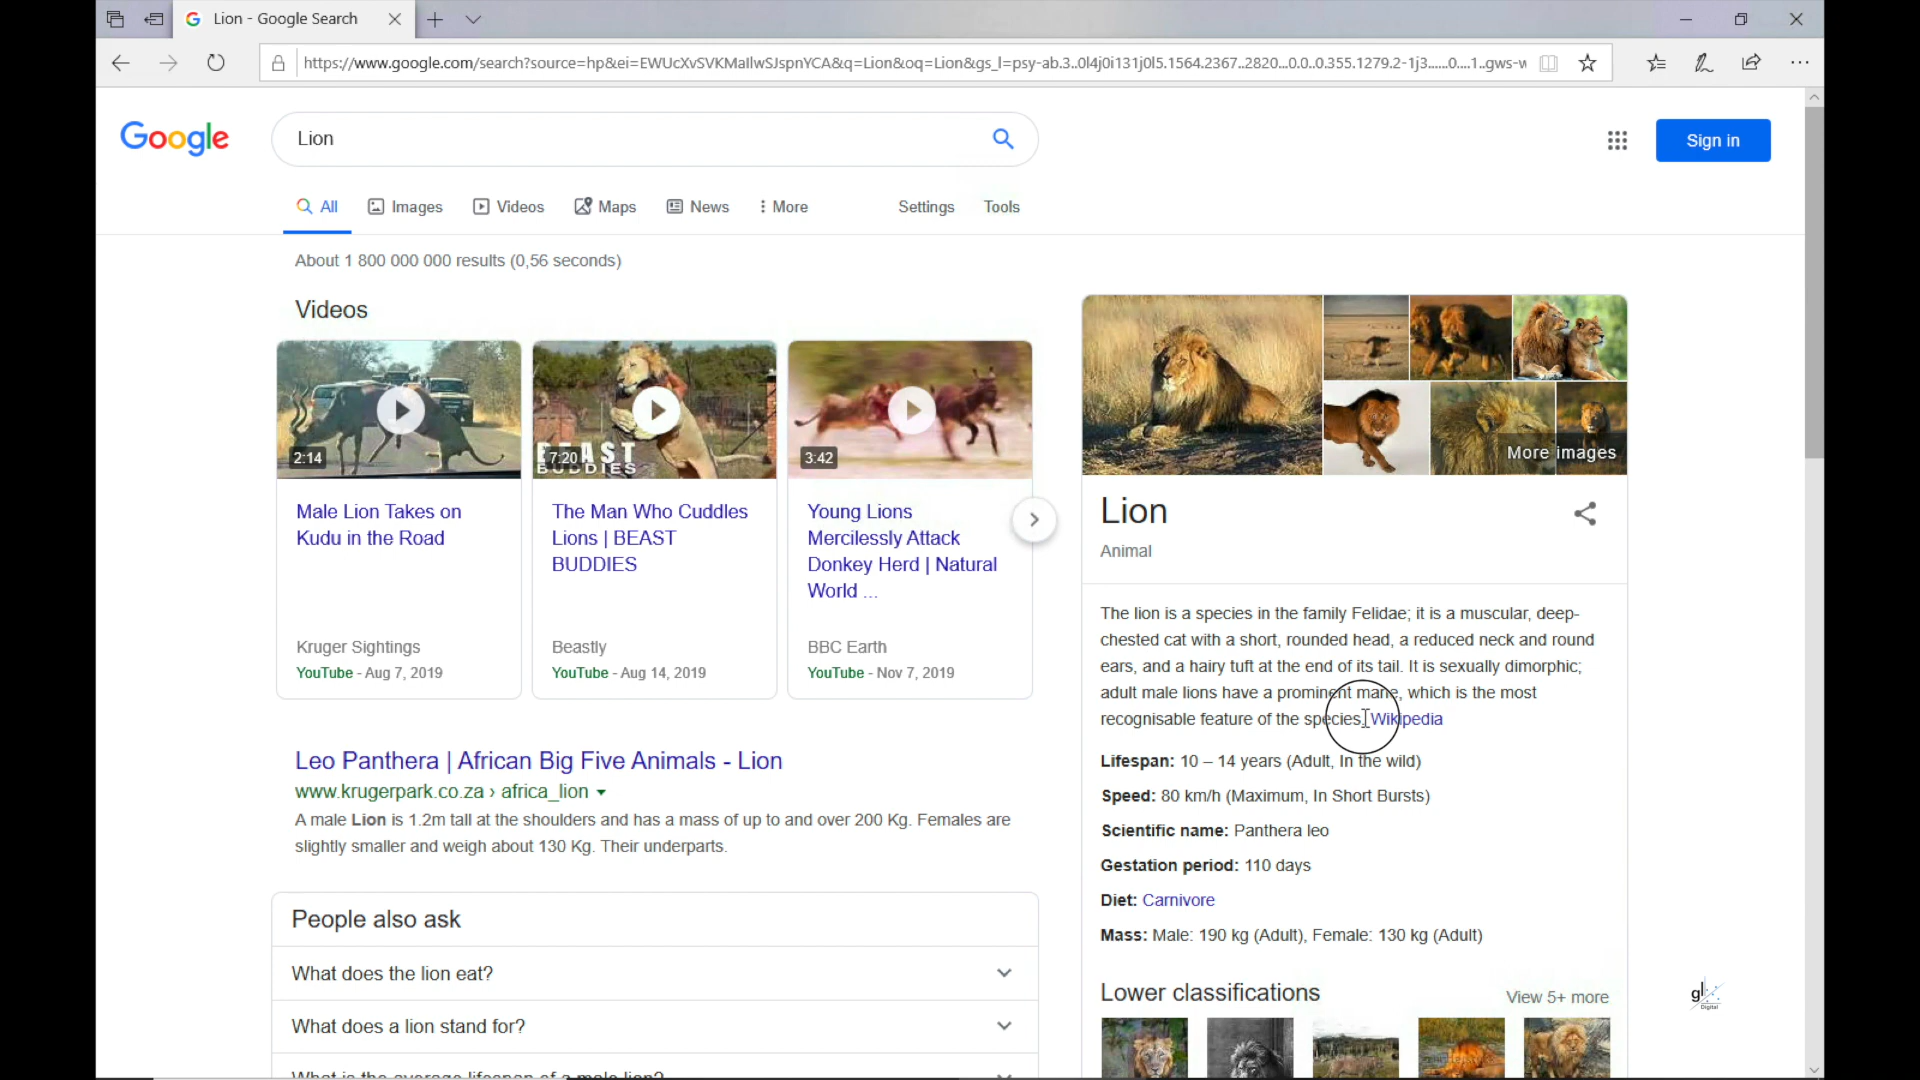 Lion - Google Search
https://www.google.com/search?source=hp&ei=EWUcXvSVKMallwSJspnYCA&q=Lion&oq=Lion&gs_l=psy-ab.3..0l4j0i131j0l5.1564.2367..2820...0.0..0.355.1279.2-1j3......0....1..gws-w
Google
Lion
Sign in
All
Images
Videos
Maps
News
More
Settings
Tools
About 1 800 000 000 results (0,56 seconds)
Videos
2:14
Male Lion Takes on
Kudu in the Road
Kruger Sightings
YouTube - Aug 7, 2019
7:20
BEAST
BUDDIES
The Man Who Cuddles
Lions | BEAST
BUDDIES
Beastly
YouTube - Aug 14, 2019
3:42
Young Lions
Mercilessly Attack
Donkey Herd | Natural
World ...
BBC Earth
YouTube - Nov 7, 2019
Leo Panthera | African Big Five Animals - Lion
www.krugerpark.co.za › africa_lion
A male Lion is 1.2m tall at the shoulders and has a mass of up to and over 200 Kg. Females are
slightly smaller and weigh about 130 Kg. Their underparts.
People also ask
What does the lion eat?
What does a lion stand for?
What is the average lifespan of a male lion?
More images
Lion
Animal
The lion is a species in the family Felidae; it is a muscular, deep-
chested cat with a short, rounded head, a reduced neck and round
ears, and a hairy tuft at the end of its tail. It is sexually dimorphic;
adult male lions have a prominent mane, which is the most
recognisable feature of the species. Wikipedia
Lifespan: 10 – 14 years (Adult, In the wild)
Speed: 80 km/h (Maximum, In Short Bursts)
Scientific name: Panthera leo
Gestation period: 110 days
Diet: Carnivore
Mass: Male: 190 kg (Adult), Female: 130 kg (Adult)
Lower classifications
View 5+ more
gl
Digital